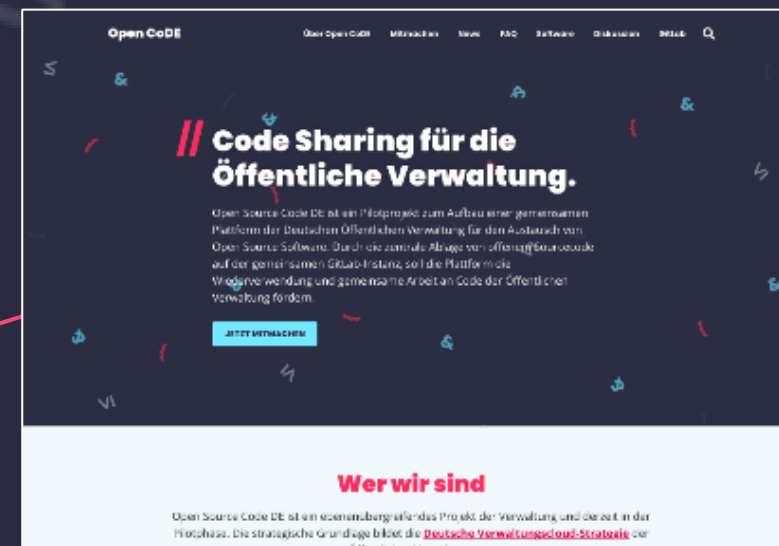 Open CoDE
Über Open CoDE Mitmachen News FAQ Software Diskussion GitLab
// Code Sharing für die
Öffentliche Verwaltung.
Open Source Code DE ist ein Pilotprojekt zum Aufbau einer gemeinsamen
Plattform der Deutschen Öffentlichen Verwaltung für den Austausch von
Open Source Software. Durch die zentrale Ablage von offenem Sourcecode
auf der gemeinsamen GitLab-Instanz, soll die Plattform die
Wiederverwendung und gemeinsame Arbeit an Code der Öffentlichen
Verwaltung fördern.
JETZT MITMACHEN
Wer wir sind
Open Source Code DE ist ein ebenenübergreifendes Projekt der Verwaltung und derzeit in der
Pilotphase. Die strategische Grundlage bildet die Deutsche Verwaltungscloud-Strategie der